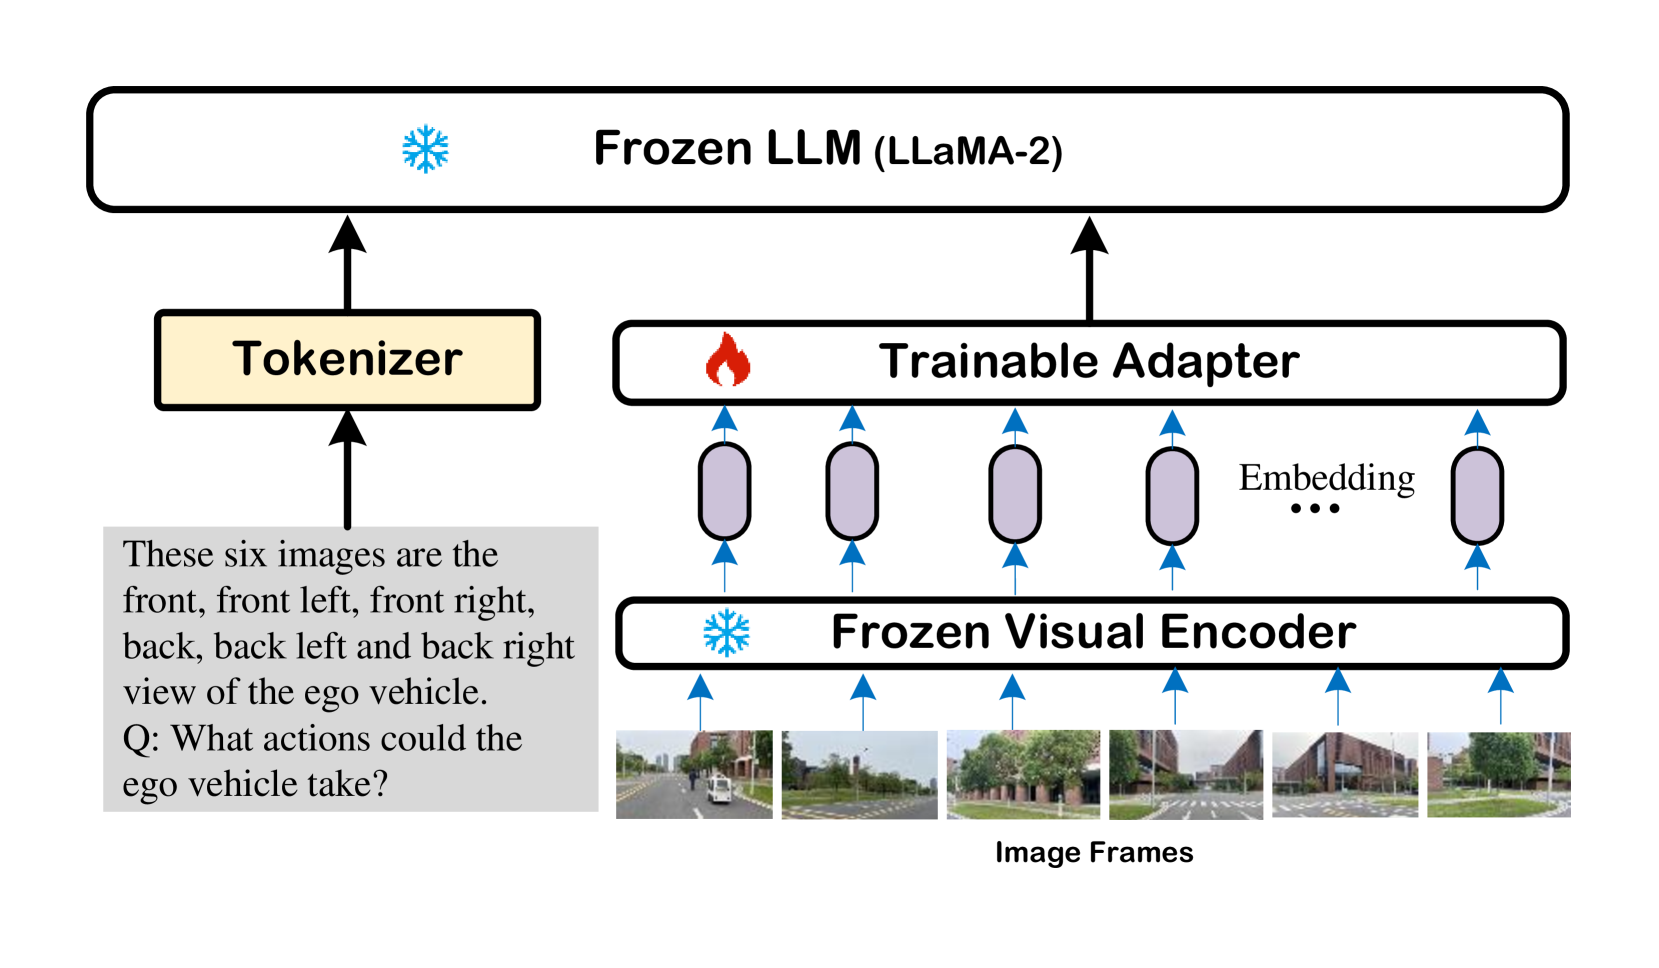 Frozen LLM (LLaMA-2)
Tokenizer
Trainable Adapter
Embedding
...
These six images are the
front, front left, front right,
back, back left and back right
view of the ego vehicle.
Q: What actions could the
ego vehicle take?
Frozen Visual Encoder
Image Frames